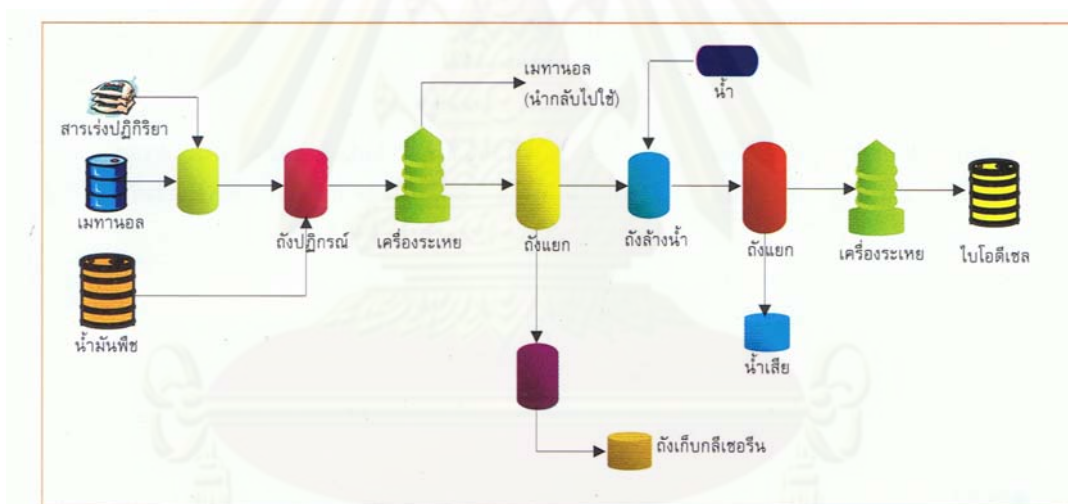 เมทานอล
(นำกลับไปใช้)
น้ำ
สารเร่งปฏิกิริยา
เมทานอล
ถังปฏิกรณ์
เครื่องระเหย
ถังแยก
ถังล้างน้ำ
ถังแยก
เครื่องระเหย
ไบโอดีเซล
น้ำมันพืช
น้ำเสีย
ถังเก็บกลีเซอรีน